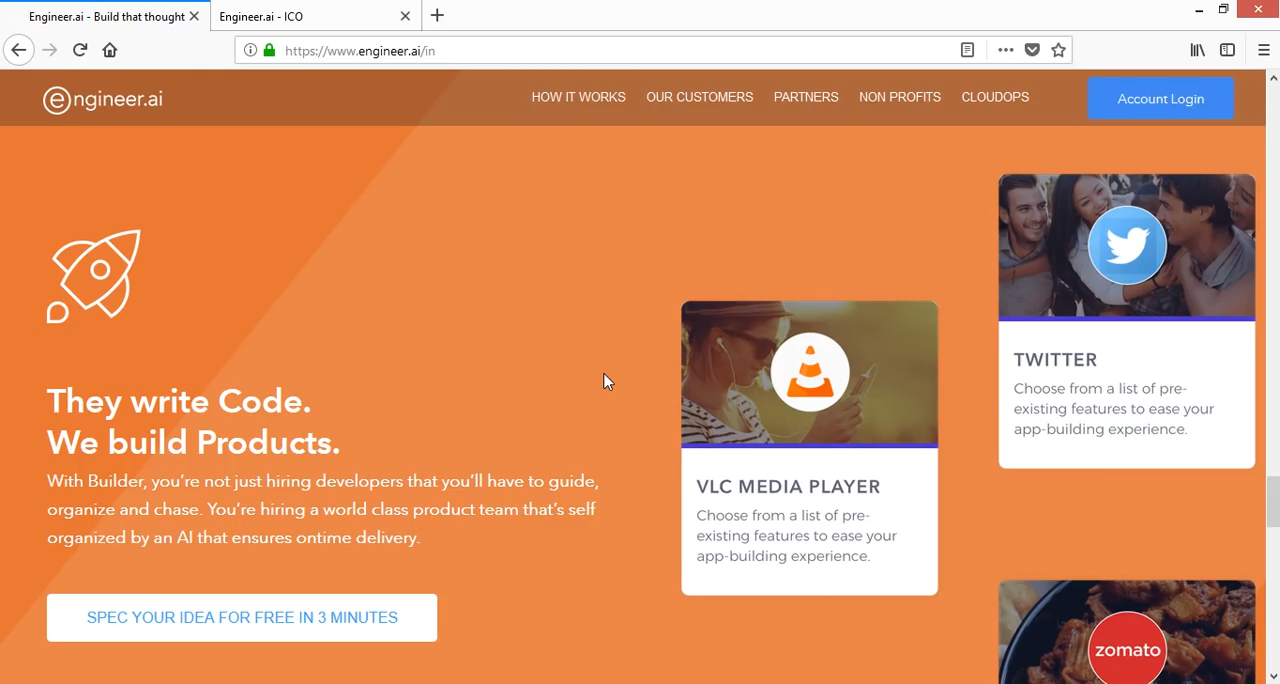 Engineer.ai - Build that thought
Engineer.ai - ICO
https://www.engineer.ai/in
engineer.ai
HOW IT WORKS
OUR CUSTOMERS
PARTNERS
NON PROFITS
CLOUDOPS
Account Login
They write Code.
We build Products.
With Builder, you're not just hiring developers that you'll have to guide,
organize and chase. You're hiring a world class product team that's self
organized by an AI that ensures ontime delivery.
SPEC YOUR IDEA FOR FREE IN 3 MINUTES
VLC MEDIA PLAYER
Choose from a list of pre-
existing features to ease your
app-building experience.
TWITTER
Choose from a list of pre-
existing features to ease your
app-building experience.
zomato